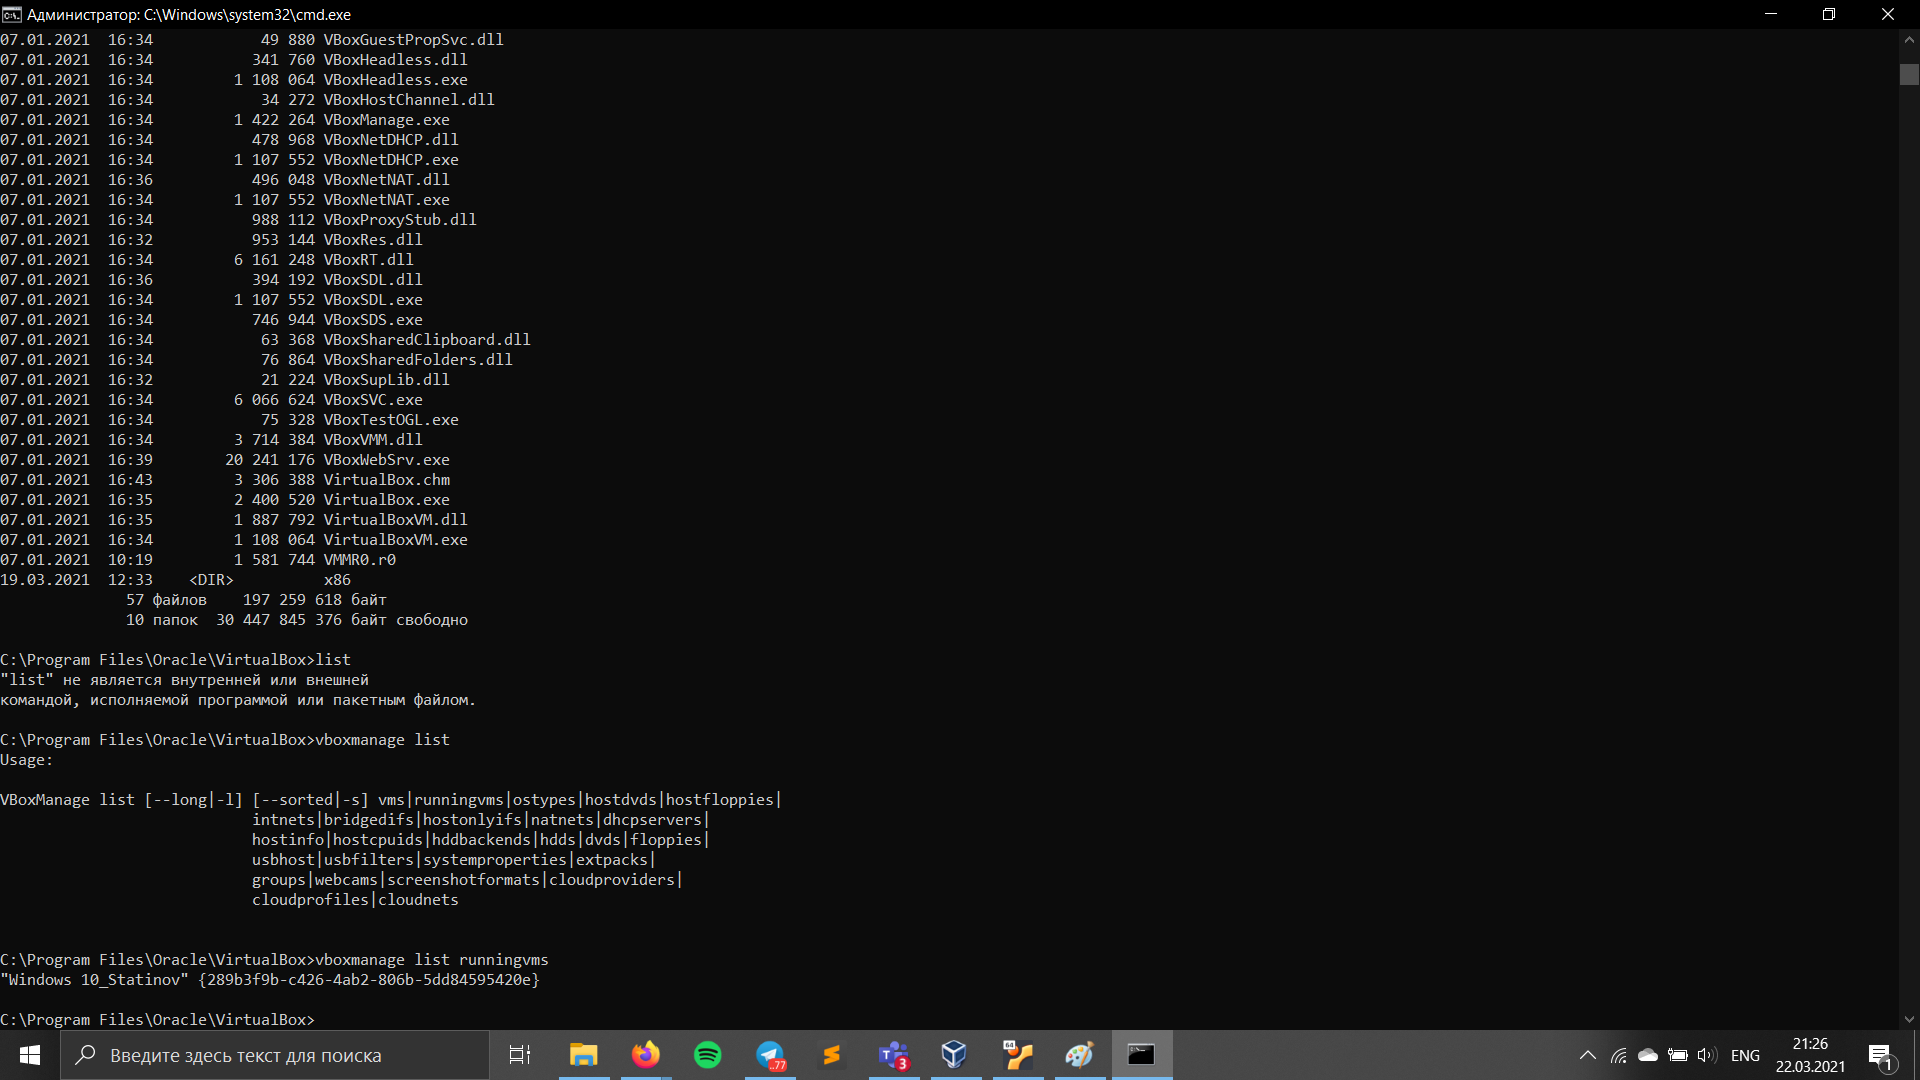 Администратор: C:\Windows\system32\cmd.exe
07.01.2021  16:34            49 880 VBoxGuestPropSvc.dll
07.01.2021  16:34           341 760 VBoxHeadless.dll
07.01.2021  16:34         1 108 064 VBoxHeadless.exe
07.01.2021  16:34            34 272 VBoxHostChannel.dll
07.01.2021  16:34         1 422 264 VBoxManage.exe
07.01.2021  16:34           478 968 VBoxNetDHCP.dll
07.01.2021  16:34         1 107 552 VBoxNetDHCP.exe
07.01.2021  16:36           496 048 VBoxNetNAT.dll
07.01.2021  16:34         1 107 552 VBoxNetNAT.exe
07.01.2021  16:34           988 112 VBoxProxyStub.dll
07.01.2021  16:32           953 144 VBoxRes.dll
07.01.2021  16:34         6 161 248 VBoxRT.dll
07.01.2021  16:36           394 192 VBoxSDL.dll
07.01.2021  16:34         1 107 552 VBoxSDL.exe
07.01.2021  16:34           746 944 VBoxSDS.exe
07.01.2021  16:34            63 368 VBoxSharedClipboard.dll
07.01.2021  16:34            76 864 VBoxSharedFolders.dll
07.01.2021  16:32            21 224 VBoxSupLib.dll
07.01.2021  16:34         6 066 624 VBoxSVC.exe
07.01.2021  16:34            75 328 VBoxTestOGL.exe
07.01.2021  16:34         3 714 384 VBoxVMM.dll
07.01.2021  16:39        20 241 176 VBoxWebSrv.exe
07.01.2021  16:43         3 306 388 VirtualBox.chm
07.01.2021  16:35         2 400 520 VirtualBox.exe
07.01.2021  16:35         1 887 792 VirtualBoxVM.dll
07.01.2021  16:34         1 108 064 VirtualBoxVM.exe
07.01.2021  10:19         1 581 744 VMMR0.r0
19.03.2021  12:33    <DIR>          x86
57 файлов    197 259 618 байт
10 папок  30 447 845 376 байт свободно
C:\Program Files\Oracle\VirtualBox>list
"list" не является внутренней или внешней
командой, исполняемой программой или пакетным файлом.
C:\Program Files\Oracle\VirtualBox>vboxmanage list
Usage:
VBoxManage list [--long|-l] [--sorted|-s] vms|runningvms|ostypes|hostdvds|hostfloppies|
intnets|bridgedifs|hostonlyifs|natnets|dhcpservers|
hostinfo|hostcpuids|hddbackends|hdds|dvds|floppies|
usbhost|usbfilters|systemproperties|extpacks|
groups|webcams|screenshotformats|cloudproviders|
cloudprofiles|cloudnets
C:\Program Files\Oracle\VirtualBox>vboxmanage list runningvms
"Windows 10_Statinov" {289b3f9b-c426-4ab2-806b-5dd84595420e}
C:\Program Files\Oracle\VirtualBox>
Введите здесь текст для поиска
..77
T
3
64
ENG
21:26
22.03.2021
1